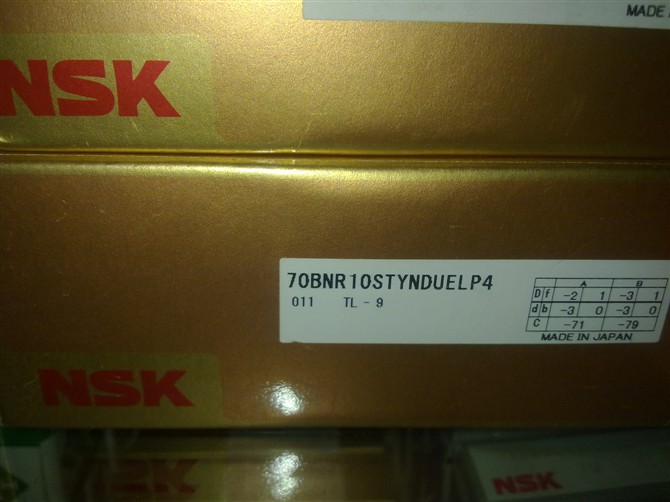 MADE
NSK
70BNR10STYNDUELP4
011 TL - 9
A B
D f -2 1 -3 1
d b -3 0 -3 0
C -71 -79
MADE IN JAPAN
NSK
NSK